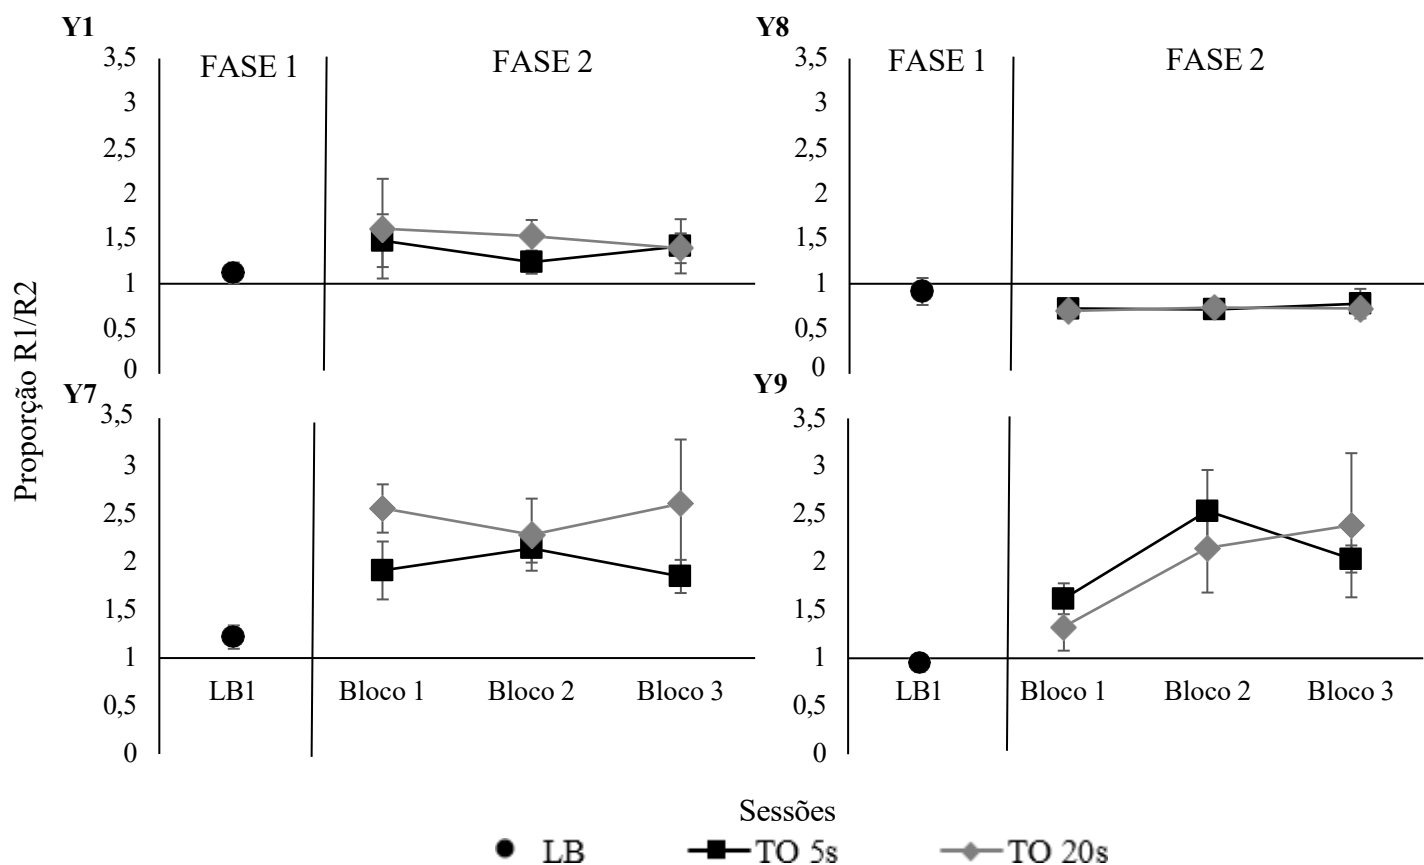 Y1
FASE 1
FASE 2
3,5
3
2,5
2
1,5
1
0,5
0
Y8
FASE 1
FASE 2
3,5
3
2,5
2
1,5
1
0,5
0
Proporção R1/R2
Y7
3,5
3
2,5
2
1,5
1
0,5
0
LB1
Bloco 1
Bloco 2
Bloco 3
Y9
3,5
3
2,5
2
1,5
1
0,5
0
LB1
Bloco 1
Bloco 2
Bloco 3
Sessões
LB
TO 5s
TO 20s